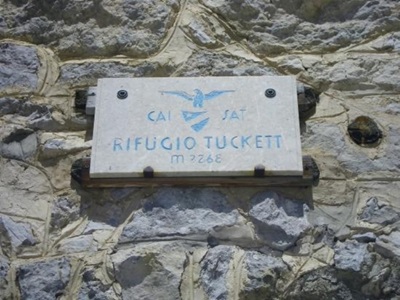 CAI SAT
RIFUGIO TUCKETT
m 2268